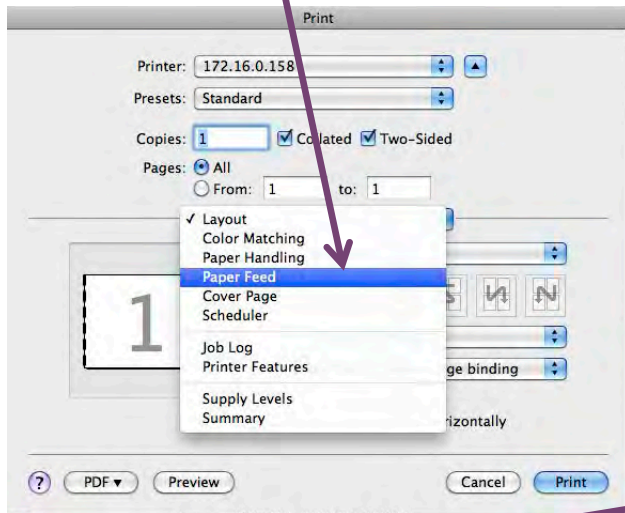 Print
Printer: 172.16.0.158
Presets: Standard
Copies: 1 Collated Two-Sided
Pages: All
From: 1 to: 1
✓ Layout
Color Matching
Paper Handling
Paper Feed
Cover Page
Scheduler
Job Log
Printer Features
Supply Levels
Summary
1
ge binding
rizontally
? PDF▾ Preview Cancel Print